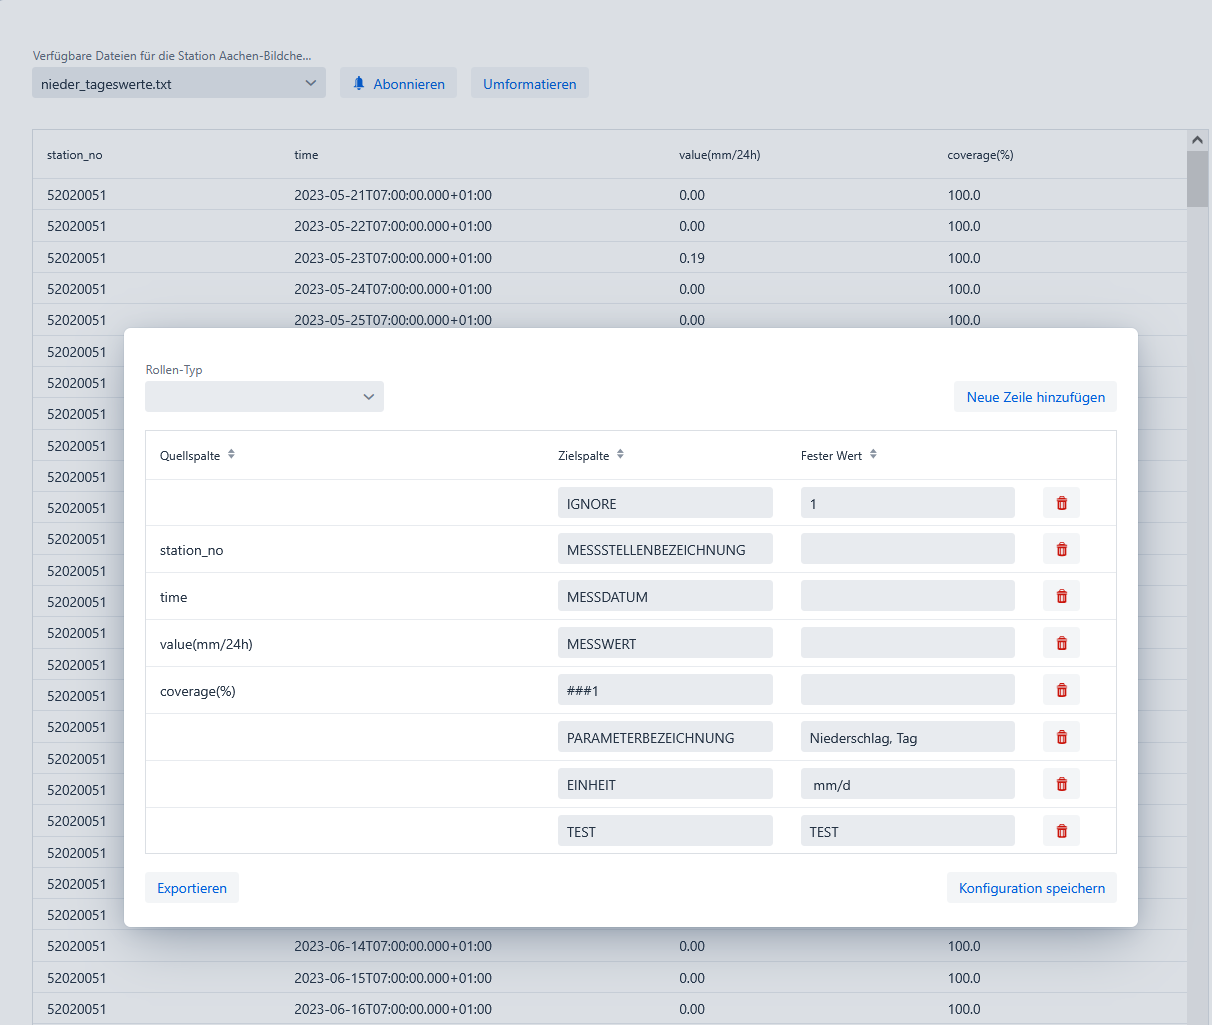 Verfügbare Dateien für die Station Aachen-Bildche...
nieder_tageswerte.txt Abonnieren Umformatieren
station_no time value(mm/24h) coverage(%)
52020051 2023-05-21T07:00:00.000+01:00 0.00 100.0
52020051 2023-05-22T07:00:00.000+01:00 0.00 100.0
52020051 2023-05-23T07:00:00.000+01:00 0.19 100.0
52020051 2023-05-24T07:00:00.000+01:00 0.00 100.0
52020051 2023-05-25T07:00:00.000+01:00 0.00 100.0
52020051
Rollen-Typ
52020051
Neue Zeile hinzufügen
52020051
52020051
Quellspalte Zielspalte Fester Wert
52020051
52020051
IGNORE 1
52020051
station_no MESSSTELLENBEZEICHNUNG
52020051
52020051
time MESSDATUM
52020051
52020051
value(mm/24h) MESSWERT
52020051
coverage(%) ###1
52020051
52020051
PARAMETERBEZEICHNUNG Niederschlag, Tag
52020051
EINHEIT mm/d
52020051
52020051
TEST TEST
52020051
52020051
Exportieren Konfiguration speichern
52020051
52020051 2023-06-14T07:00:00.000+01:00 0.00 100.0
52020051 2023-06-15T07:00:00.000+01:00 0.00 100.0
52020051 2023-06-16T07:00:00.000+01:00 0.00 100.0